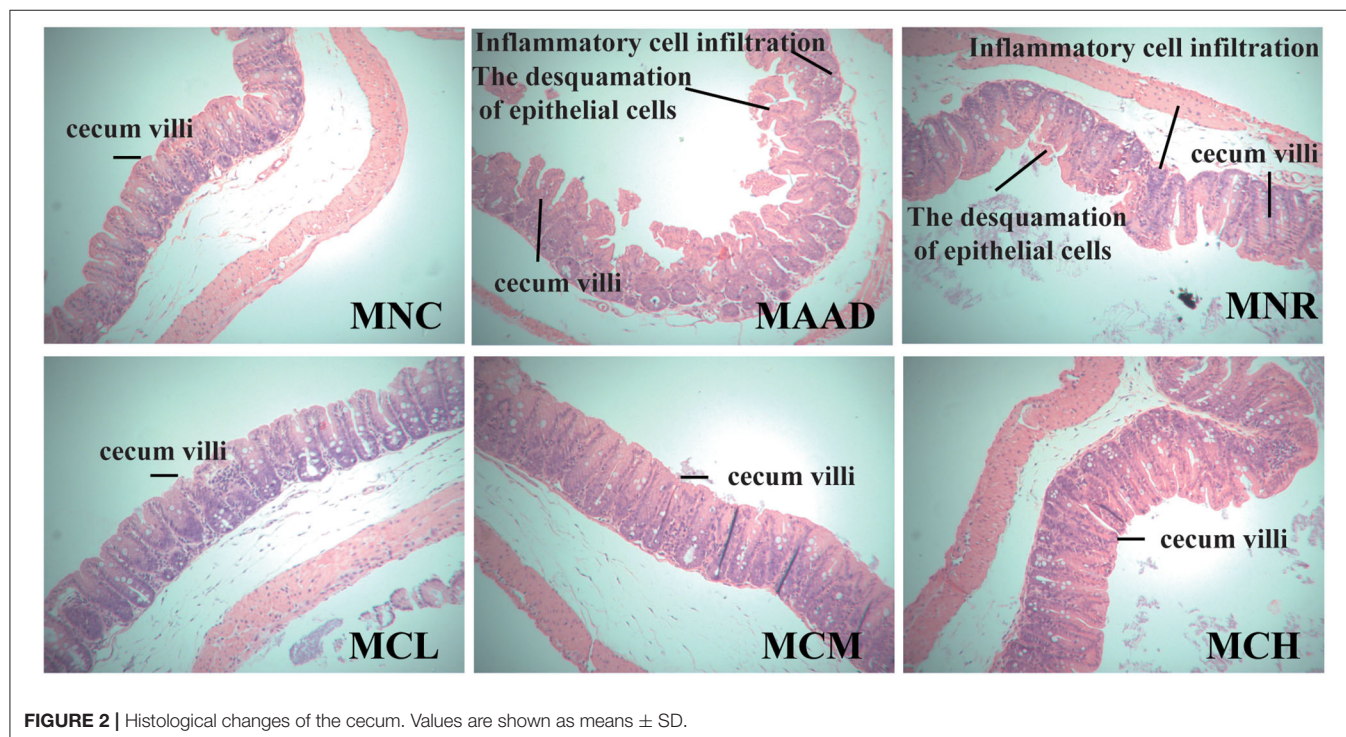 cecum villi
MNC
Inflammatory cell infiltration
The desquamation
of epithelial cells
cecum villi
MAAD
Inflammatory cell infiltration
cecum villi
The desquamation
of epithelial cells
MNR
cecum villi
MCL
cecum villi
MCM
cecum villi
MCH
FIGURE 2 | Histological changes of the cecum. Values are shown as means ± SD.